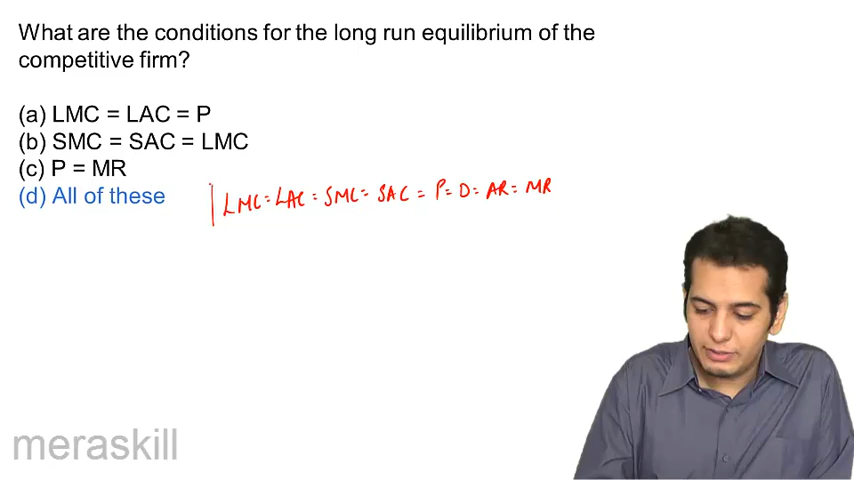 What are the conditions for the long run equilibrium of the
competitive firm?
(a) LMC = LAC = P
(b) SMC = SAC = LMC
(c) P = MR
(d) All of these
LMC = LAC = SMC = SAC = P = D = AR = MR
meraskill